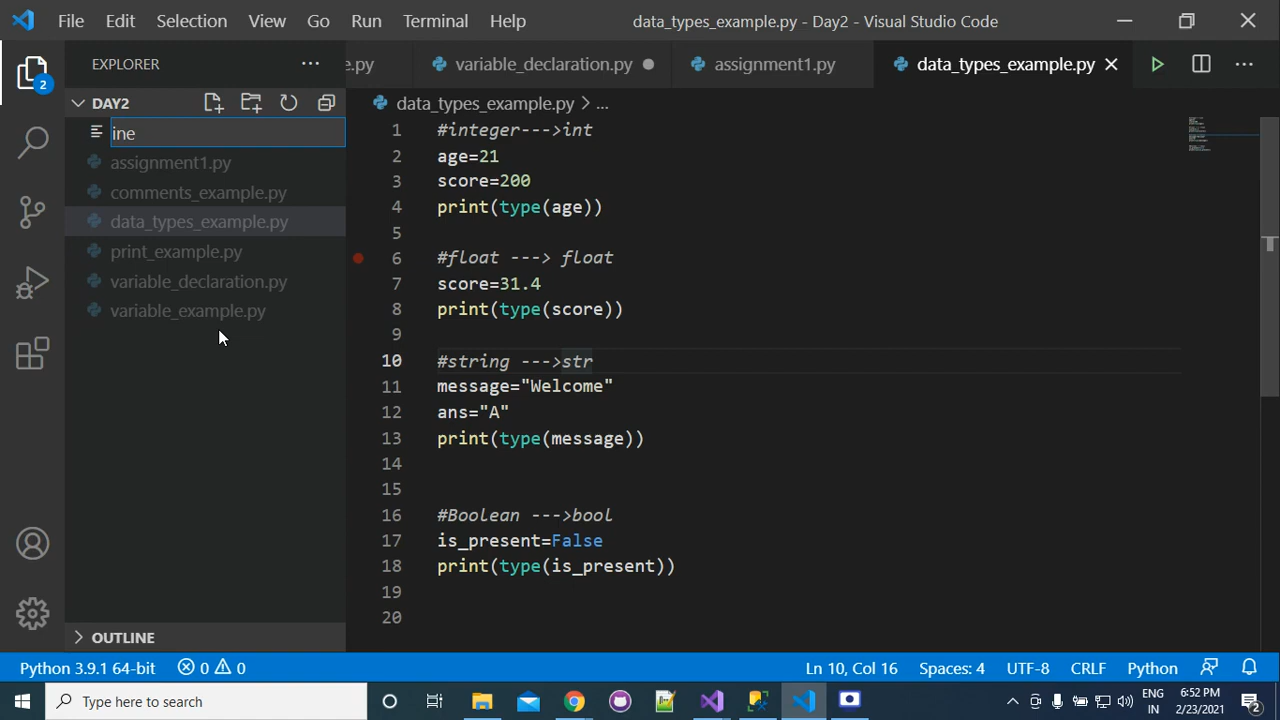 File Edit Selection View Go Run Terminal Help data_types_example.py - Day2 - Visual Studio Code
EXPLORER
e.py variable_declaration.py assignment1.py data_types_example.py
DAY2
data_types_example.py > ...
ine
assignment1.py
comments_example.py
data_types_example.py
print_example.py
variable_declaration.py
variable_example.py
1 #integer--->int
2 age=21
3 score=200
4 print(type(age))
5
6 #float ---> float
7 score=31.4
8 print(type(score))
9
10 #string --->str
11 message="Welcome"
12 ans="A"
13 print(type(message))
14
15
16 #Boolean --->bool
17 is_present=False
18 print(type(is_present))
19
20
OUTLINE
2
Python 3.9.1 64-bit 0 0 Ln 10, Col 16 Spaces: 4 UTF-8 CRLF Python
Type here to search
ENG
IN
6:52 PM
2/23/2021
2